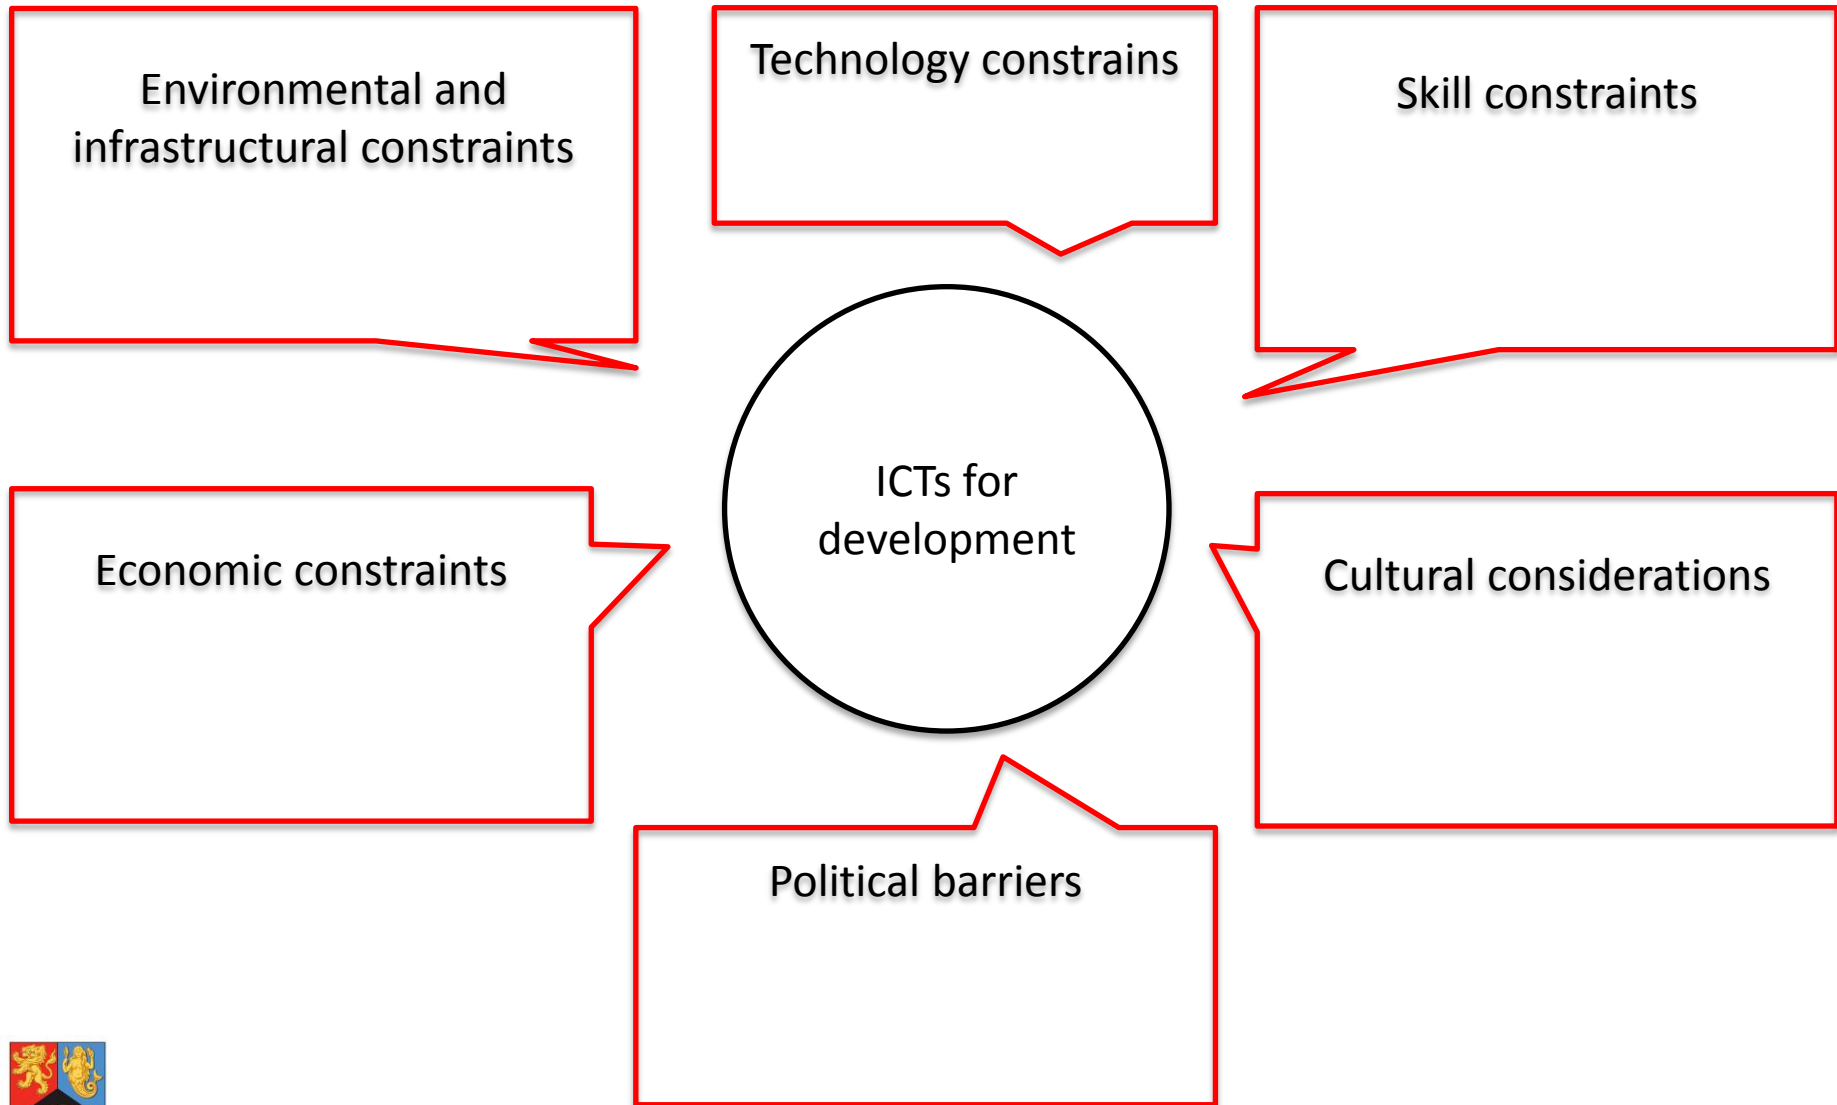 Environmental and
infrastructural constraints
Technology constrains
Skill constraints
ICTs for
development
Economic constraints
Cultural considerations
Political barriers